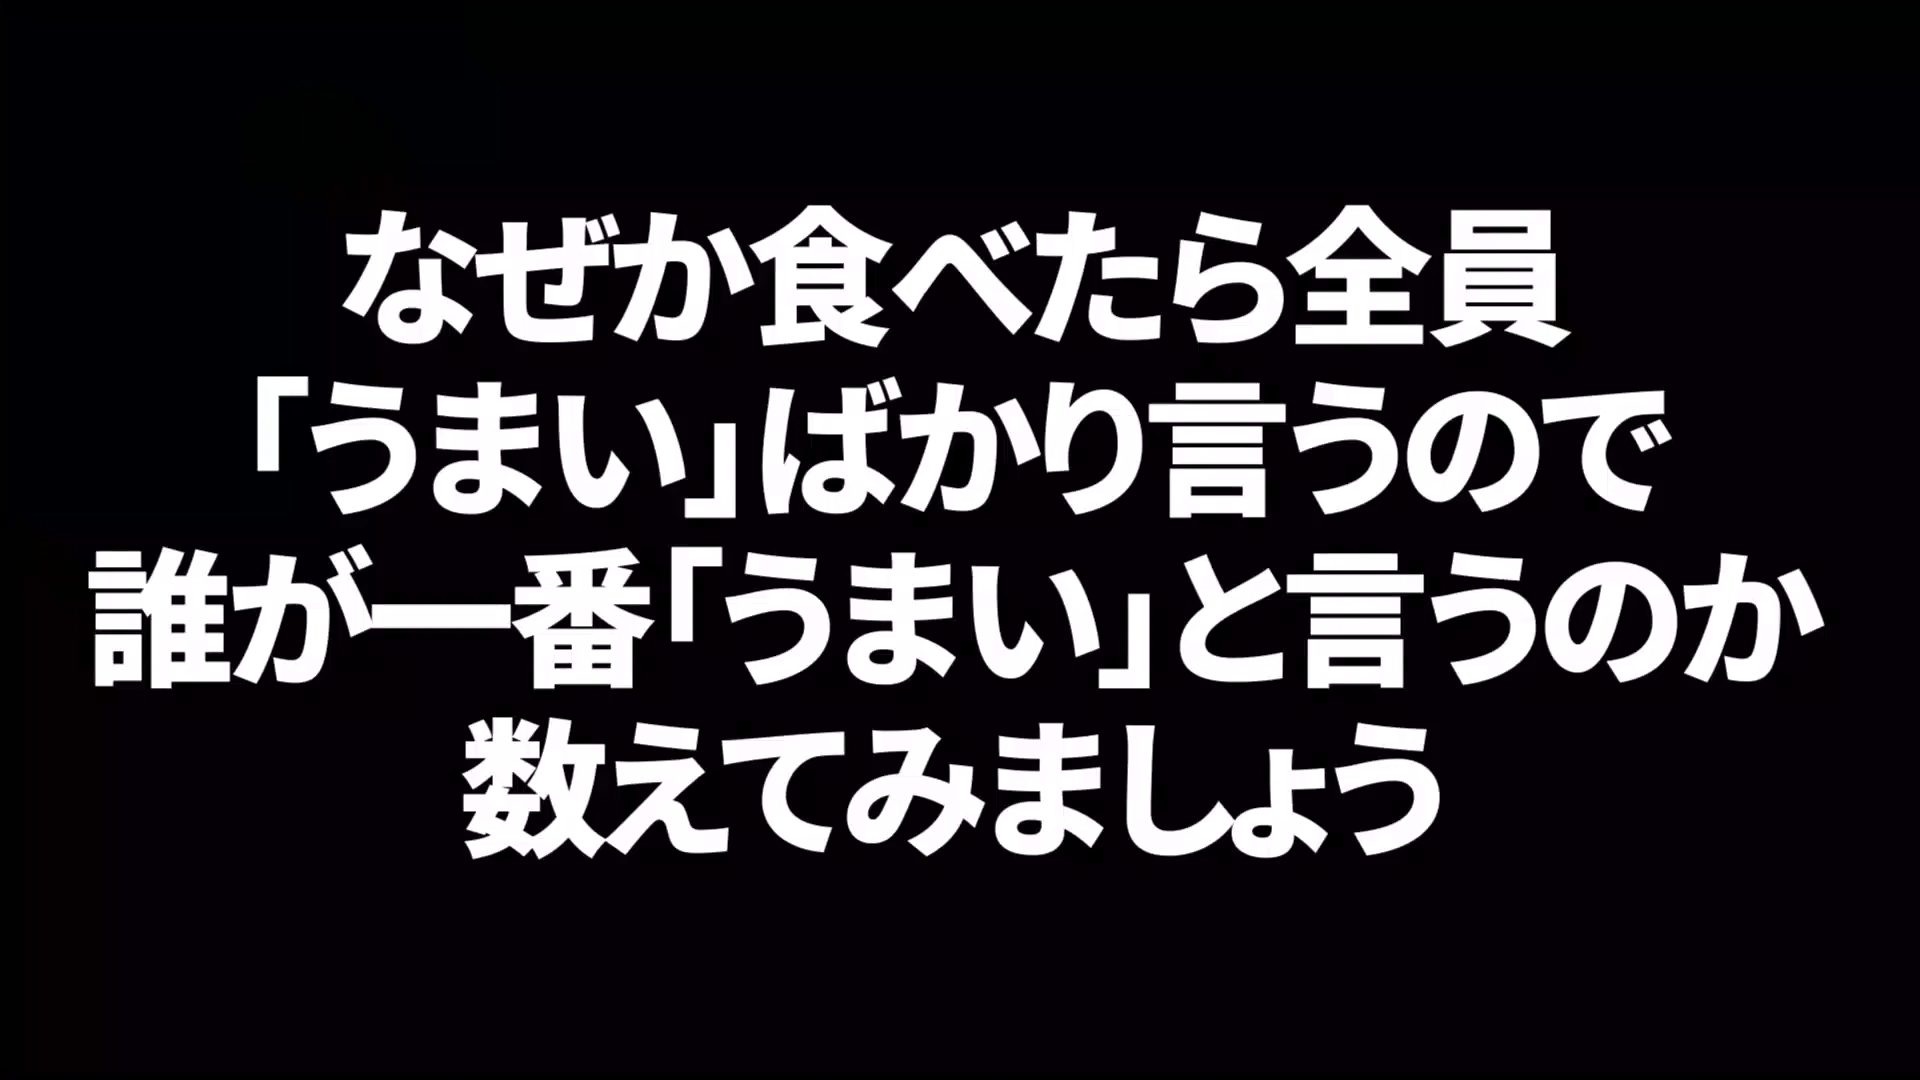 なぜか食べたら全員
「うまい」ばかり言うので
誰が一番「うまい」と言うのか
数えてみましょう